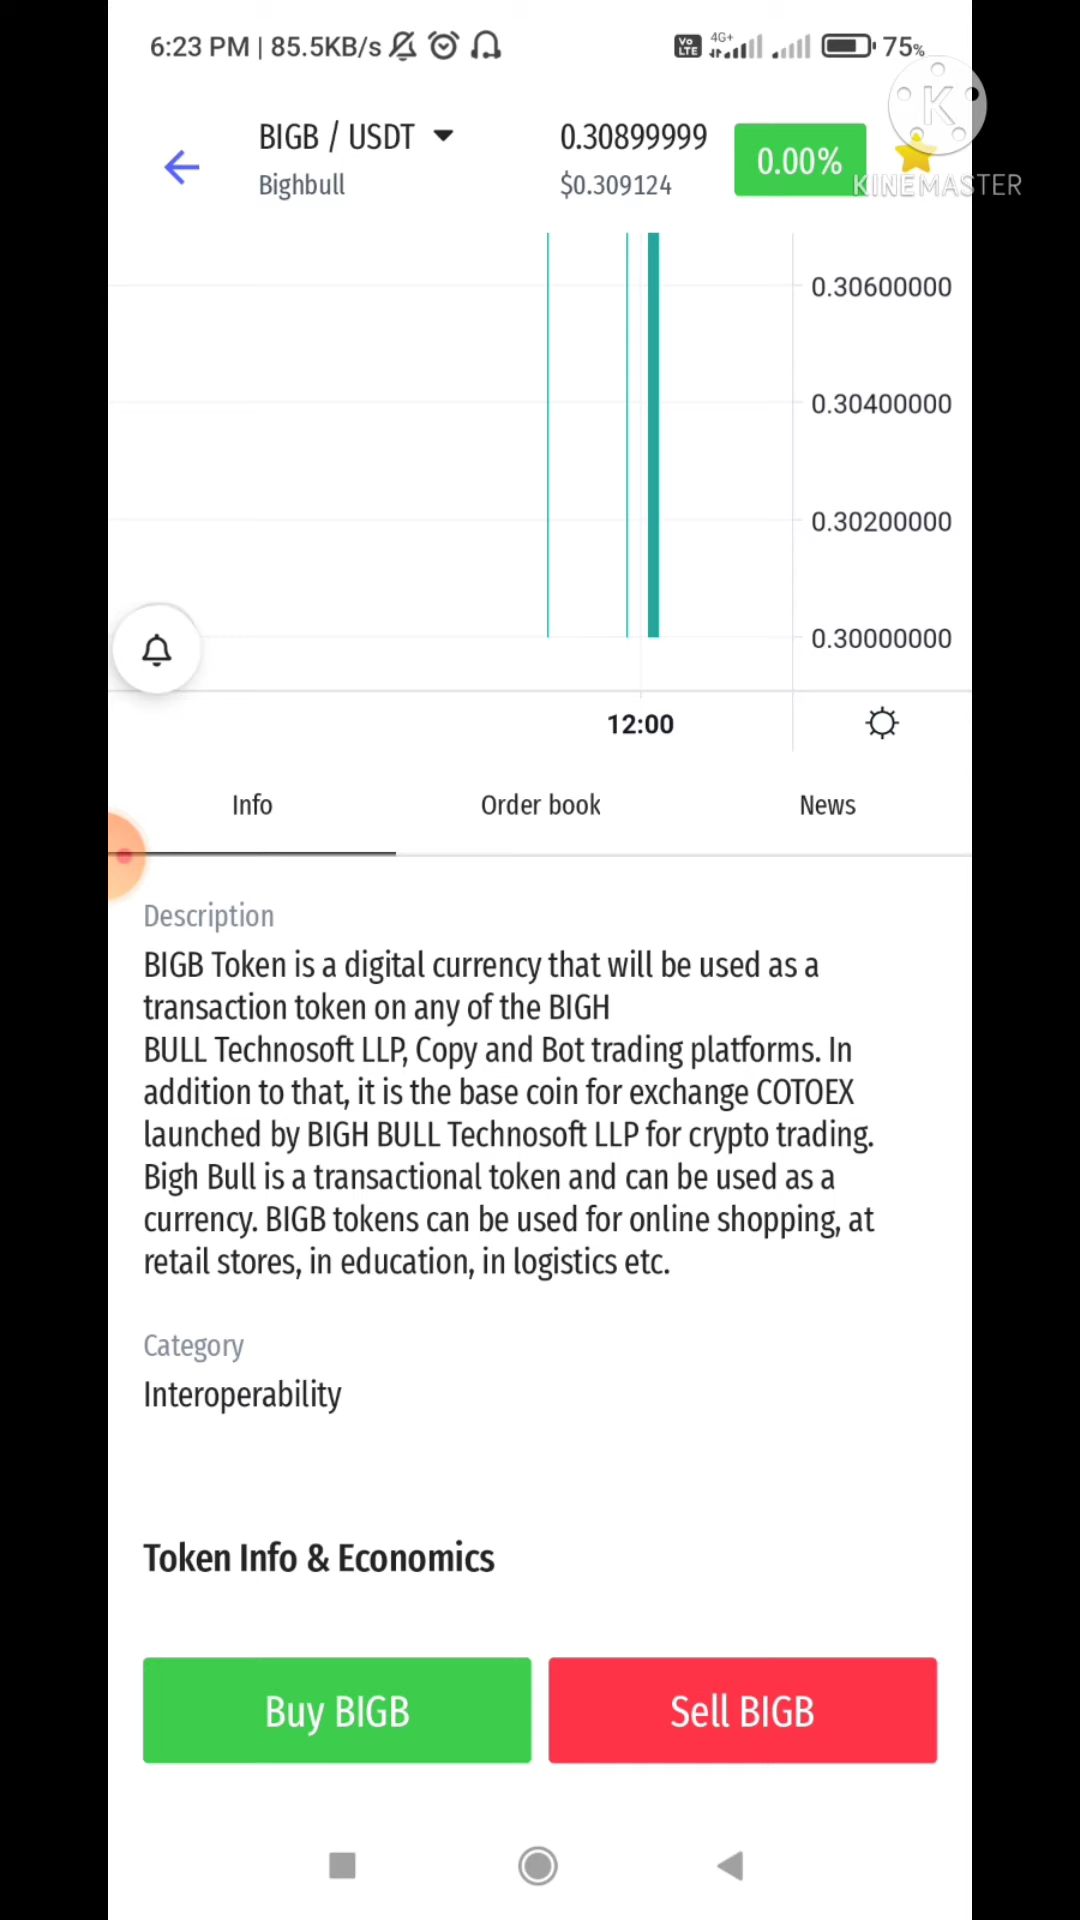 6:23 PM | 85.5KB/s Vo LTE 4G+ 75%
K
KINEMASTER
BIGB / USDT 0.30899999 0.00%
Bighbull $0.309124
0.30600000
0.30400000
0.30200000
0.30000000
12:00
Info Order book News
Description
BIGB Token is a digital currency that will be used as a
transaction token on any of the BIGH
BULL Technosoft LLP, Copy and Bot trading platforms. In
addition to that, it is the base coin for exchange COTOEX
launched by BIGH BULL Technosoft LLP for crypto trading.
Bigh Bull is a transactional token and can be used as a
currency. BIGB tokens can be used for online shopping, at
retail stores, in education, in logistics etc.
Category
Interoperability
Token Info & Economics
Buy BIGB Sell BIGB